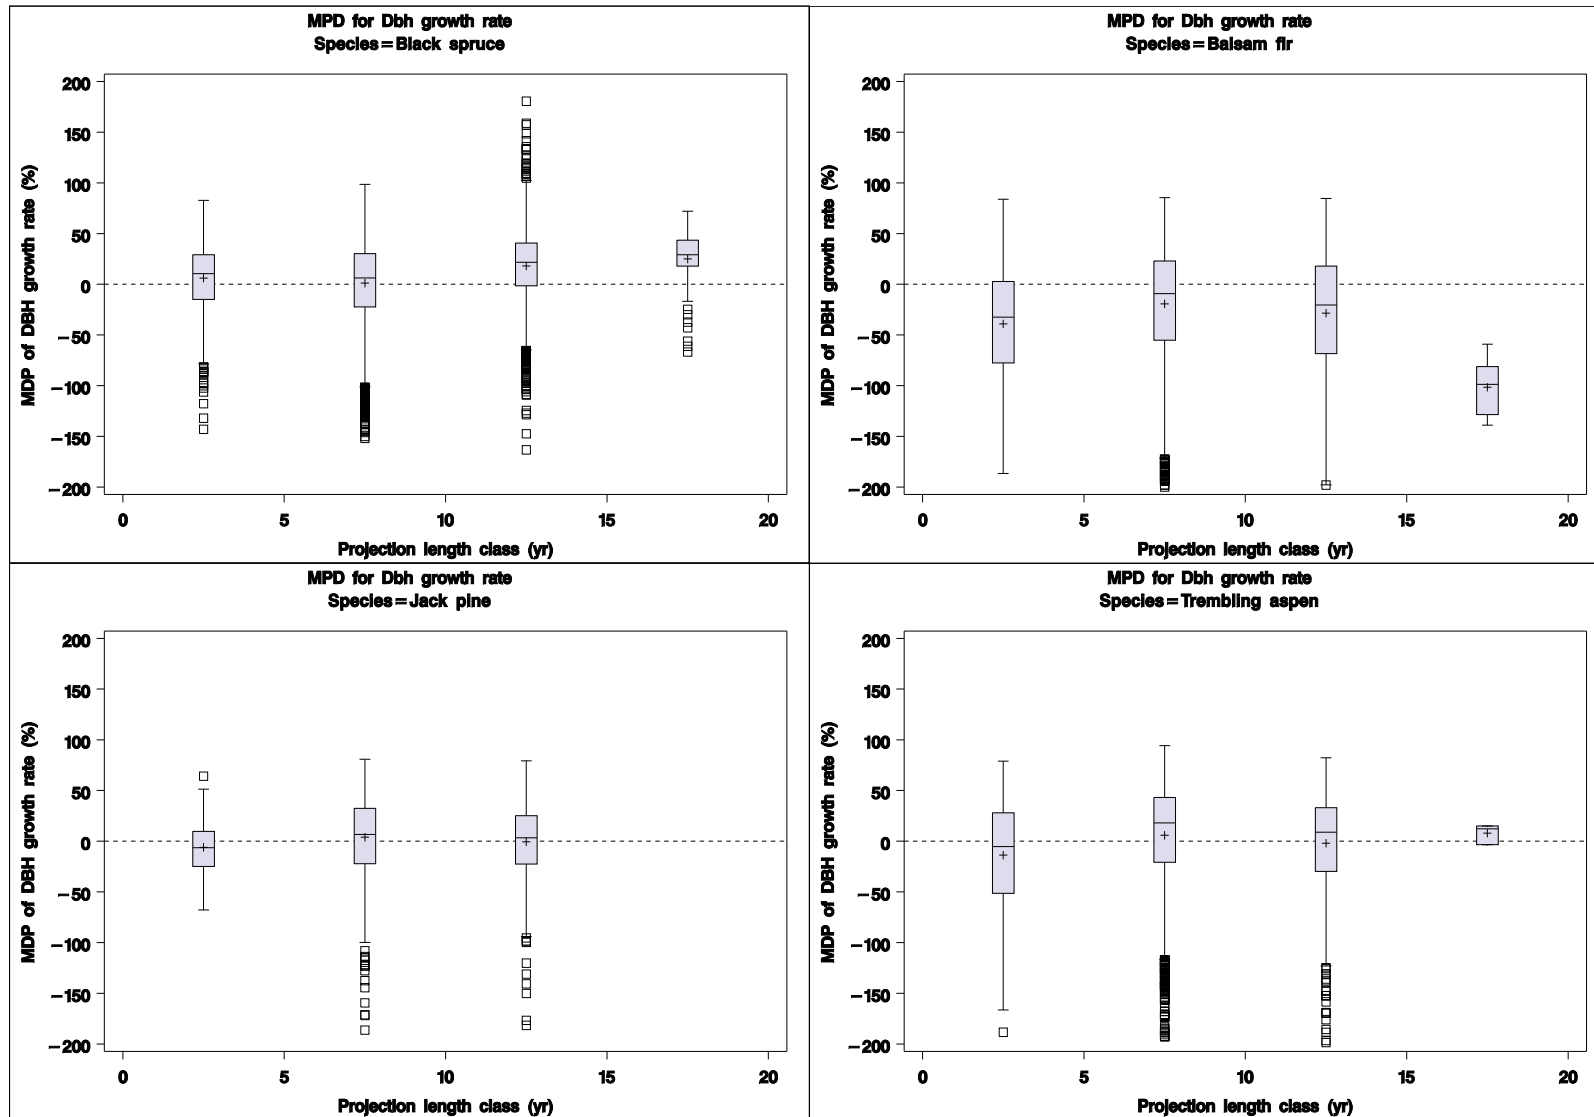 MPD for Dbh growth rate
Species=Black spruce
200
150
100
50
0
−50
−100
−150
−200
MDP of DBH growth rate (%)
0 5 10 15 20
Projection length class (yr)
MPD for Dbh growth rate
Species=Balsam fir
200
150
100
50
0
−50
−100
−150
−200
MDP of DBH growth rate (%)
0 5 10 15 20
Projection length class (yr)
MPD for Dbh growth rate
Species=Jack pine
200
150
100
50
0
−50
−100
−150
−200
MDP of DBH growth rate (%)
0 5 10 15 20
Projection length class (yr)
MPD for Dbh growth rate
Species=Trembling aspen
200
150
100
50
0
−50
−100
−150
−200
MDP of DBH growth rate (%)
0 5 10 15 20
Projection length class (yr)